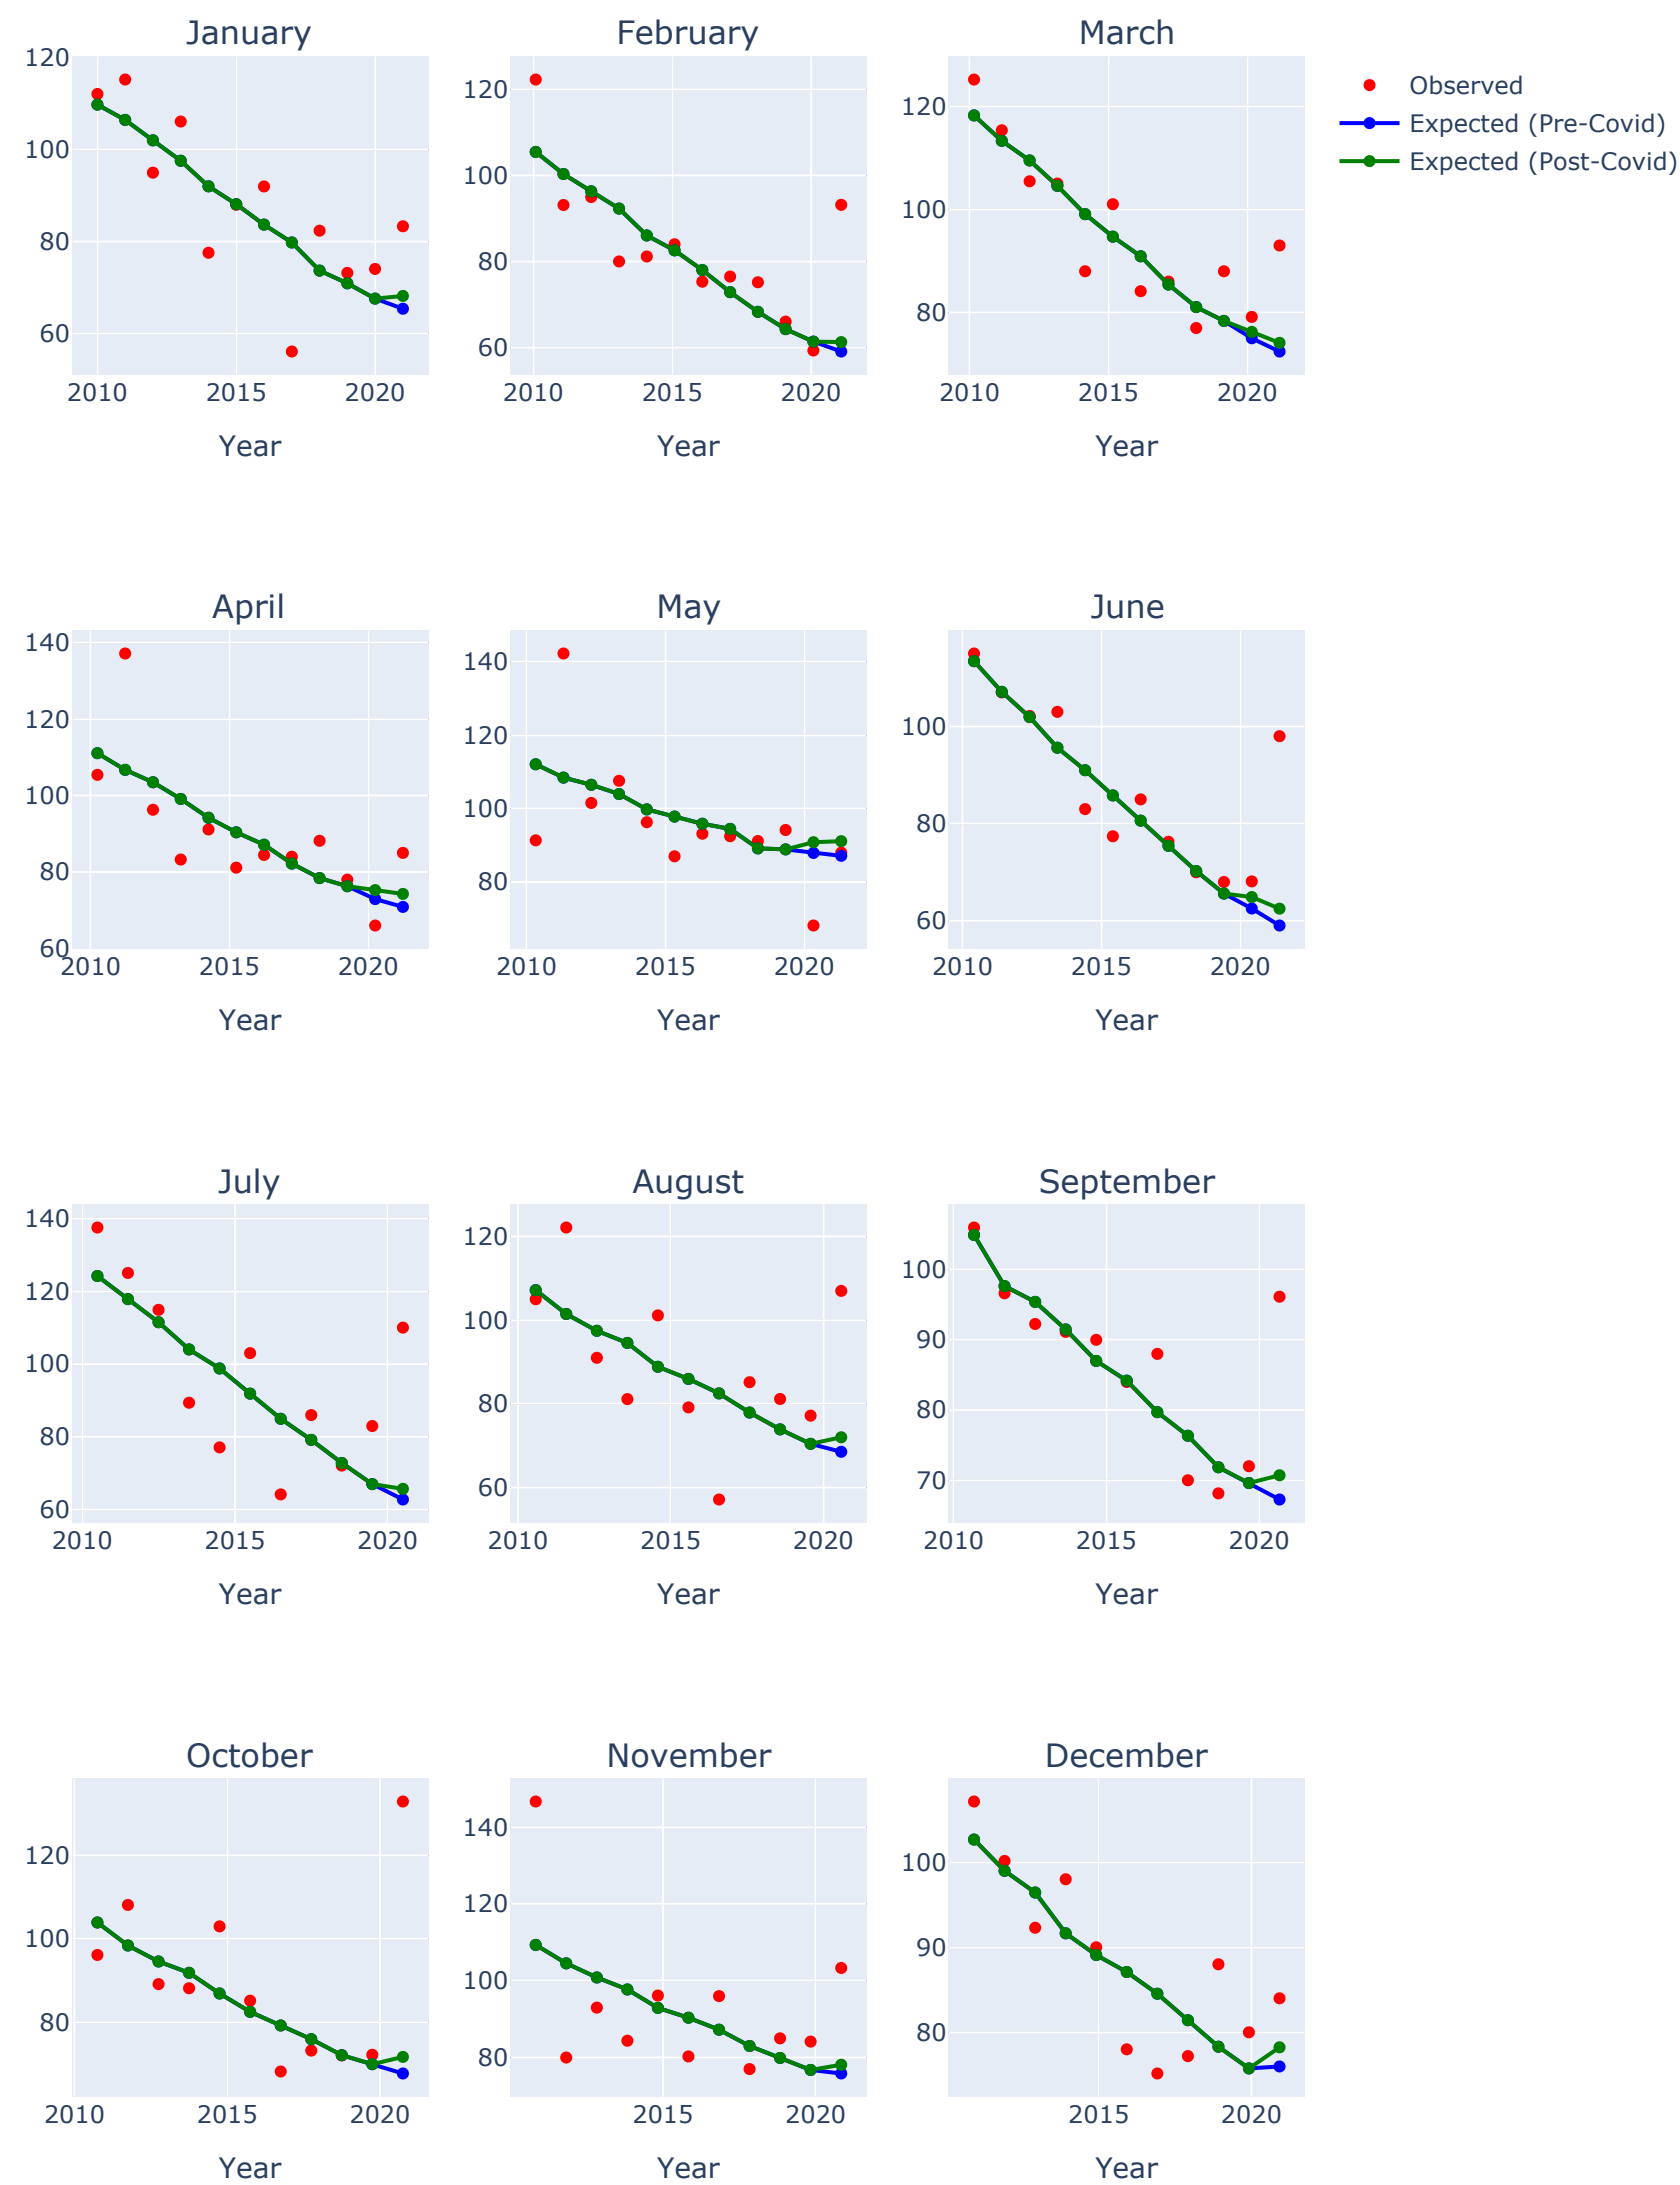 January
February
March
120
100
80
60
2010
2015
2020
Year
120
100
80
60
2010
2015
2020
Year
120
100
80
2010
2015
2020
Year
Observed
Expected (Pre-Covid)
Expected (Post-Covid)
April
May
June
140
120
100
80
60
2010
2015
2020
Year
140
120
100
80
2010
2015
2020
Year
100
80
60
2010
2015
2020
Year
July
August
September
140
120
100
80
60
2010
2015
2020
Year
120
100
80
60
2010
2015
2020
Year
100
90
80
70
2010
2015
2020
Year
October
November
December
120
100
80
2010
2015
2020
Year
140
120
100
80
2015
2020
Year
100
90
80
2015
2020
Year